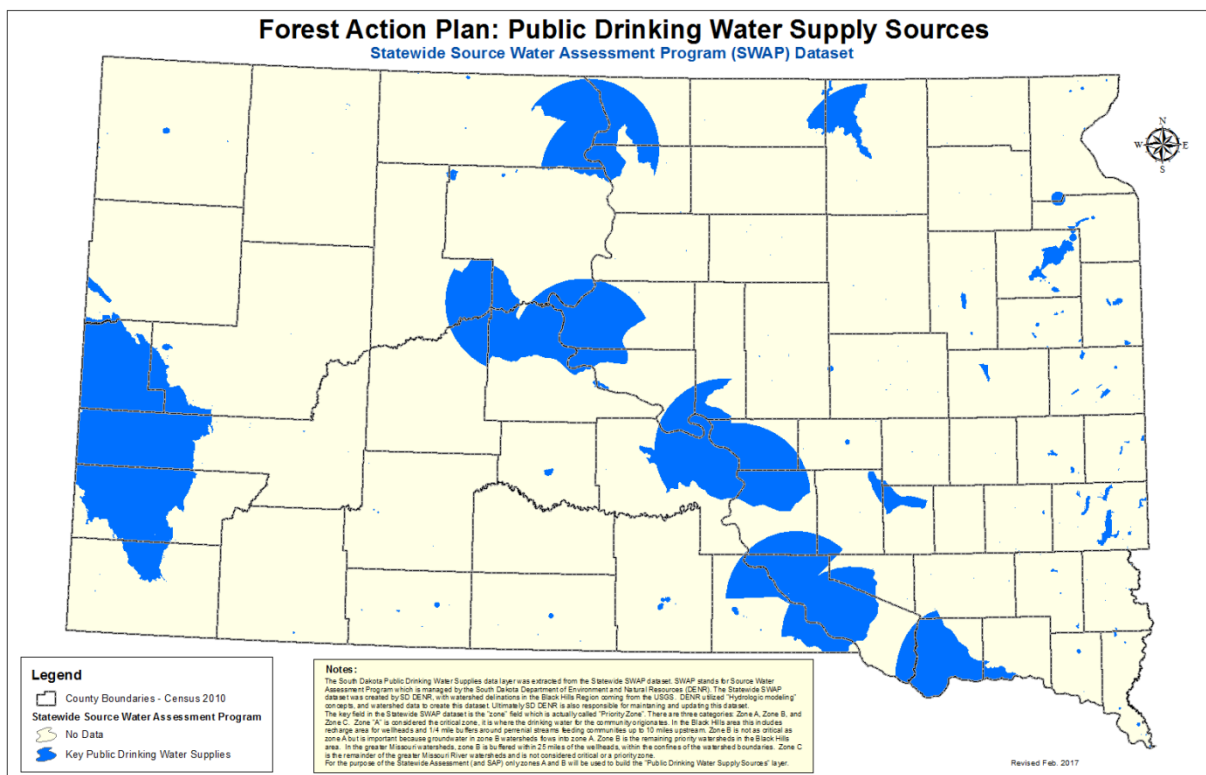 Forest Action Plan: Public Drinking Water Supply Sources
Statewide Source Water Assessment Program (SWAP) Dataset
N
W E
S
Legend
County Boundaries - Census 2010
Statewide Source Water Assessment Program
No Data
Key Public Drinking Water Supplies
Notes:
The South Dakota Public Drinking Water Supplies data layer was extracted from the Statewide SWAP dataset. SWAP stands for Source Water
Assessment Program which is managed by the South Dakota Department of Environment and Natural Resources (DENR). The Statewide SWAP
dataset was created by SD DENR, with watershed delinations in the Black Hills Region coming from the USGS. DENR utilized "Hydrologic modeling"
concepts, and watershed data to create this dataset. Ultimately SD DENR is also responsible for maintaining and updating this dataset.
The key field in the Statewide SWAP dataset is the "zone" field which is actually called "Priority Zone". There are three categories: Zone A, Zone B, and
Zone C. Zone "A" is considered the critical zone, it is where the drinking water for the community originates. In the Black Hills area this includes
recharge area for wellheads and 1/4 mile buffers around perrenial streams feeding communities up to 10 miles upstream. Zone B is not as critical as
zone A but is important because groundwater in zone B watersheds flows into zone A. Zone B is the remaining priority watersheds in the Black Hills
area. In the greater Missouri watersheds, zone B is buffered within 25 miles of the wellheads, within the confines of the watershed boundaries. Zone C
is the remainder of the greater Missouri River watersheds and is not considered critical or a priority zone.
For the purpose of the Statewide Assessment (and SAP) only zones A and B will be used to build the "Public Drinking Water Supply Sources" layer.
Revised Feb. 2017